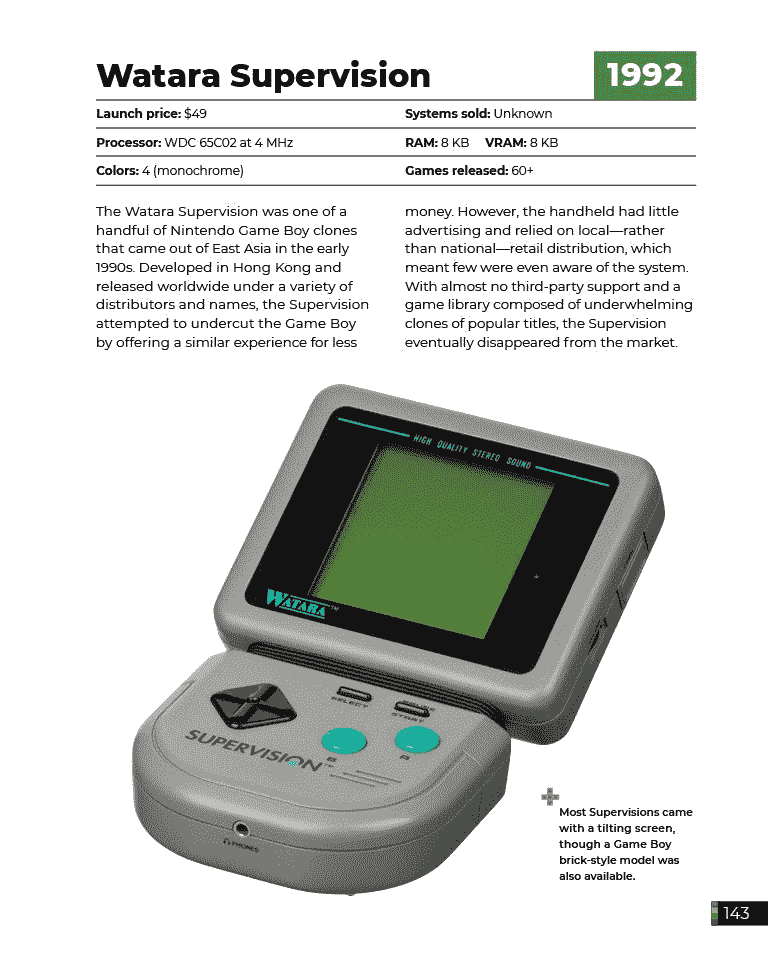 Watara Supervision
1992
Launch price: $49
Systems sold: Unknown
Processor: WDC 65C02 at 4 MHz
RAM: 8 KB VRAM: 8 KB
Colors: 4 (monochrome)
Games released: 60+
The Watara Supervision was one of a
handful of Nintendo Game Boy clones
that came out of East Asia in the early
1990s. Developed in Hong Kong and
released worldwide under a variety of
distributors and names, the Supervision
attempted to undercut the Game Boy
by offering a similar experience for less
money. However, the handheld had little
advertising and relied on local—rather
than national—retail distribution, which
meant few were even aware of the system.
With almost no third-party support and a
game library composed of underwhelming
clones of popular titles, the Supervision
eventually disappeared from the market.
HIGH QUALITY STEREO SOUND
WATARA™
SELECT
START
B
A
SUPERVISION™
PHONES
Most Supervisions came
with a tilting screen,
though a Game Boy
brick-style model was
also available.
143